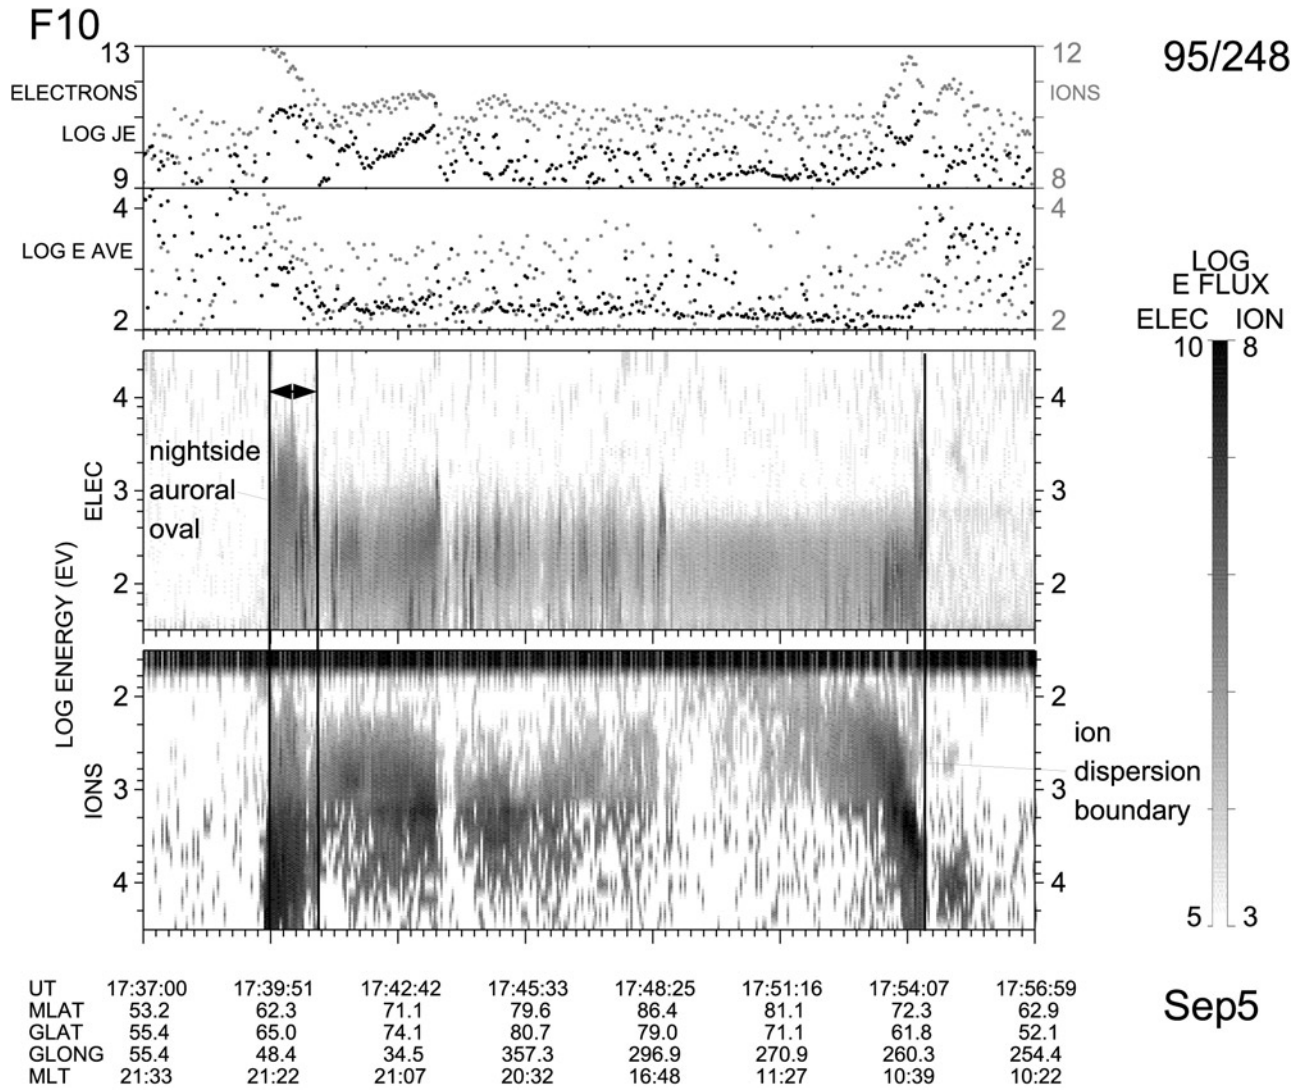 F10
95/248
13
12
ELECTRONS
IONS
LOG JE
9
8
4
4
LOG E AVE
2
2
LOG
E FLUX
ELEC ION
10 8
5 3
4
4
nightside
auroral
oval
3
3
2
2
ELEC
LOG ENERGY (EV)
2
2
IONS
3
3
4
4
ion
dispersion
boundary
UT 17:37:00 17:39:51 17:42:42 17:45:33 17:48:25 17:51:16 17:54:07 17:56:59
MLAT 53.2 62.3 71.1 79.6 86.4 81.1 72.3 62.9
GLAT 55.4 65.0 74.1 80.7 79.0 71.1 61.8 52.1
GLONG 55.4 48.4 34.5 357.3 296.9 270.9 260.3 254.4
MLT 21:33 21:22 21:07 20:32 16:48 11:27 10:39 10:22
Sep5